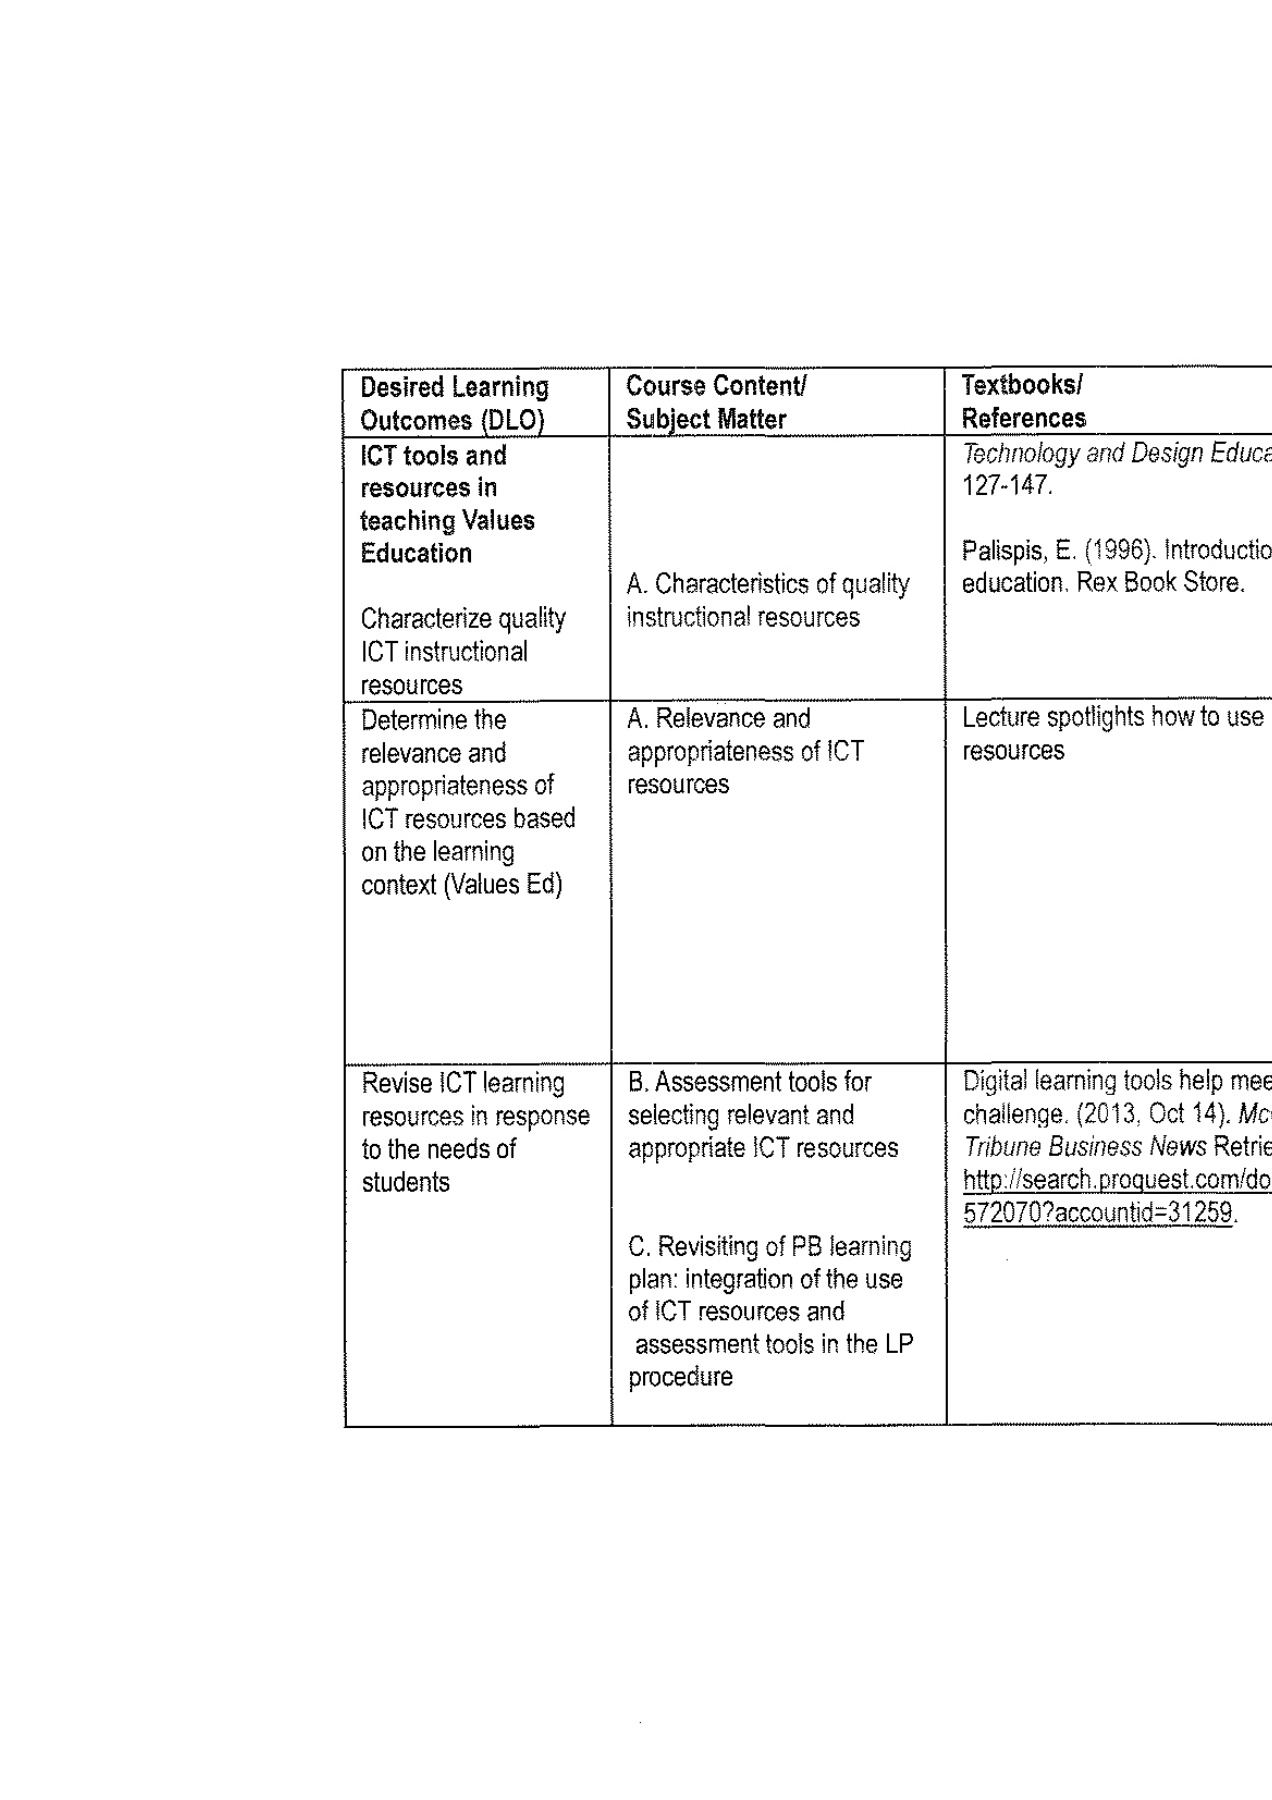 Desired Learning
Outcomes (DLO)
Course Content/
Subject Matter
Textbooks/
References
ICT tools and
resources in
teaching Values
Education
Characterize quality
ICT instructional
resources
A. Characteristics of quality
instructional resources
Technology and Design Educa
127-147.
Palispis, E. (1996). Introductio
education. Rex Book Store.
Determine the
relevance and
appropriateness of
ICT resources based
on the learning
context (Values Ed)
A. Relevance and
appropriateness of ICT
resources
Lecture spotlights how to use
resources
Revise ICT learning
resources in response
to the needs of
students
B. Assessment tools for
selecting relevant and
appropriate ICT resources
C. Revisiting of PB learning
plan: integration of the use
of ICT resources and
assessment tools in the LP
procedure
Digital learning tools help mee
challenge. (2013, Oct 14). Mc
Tribune Business News Retrie
http://search.proquest.com/do
572070?accountid=31259.